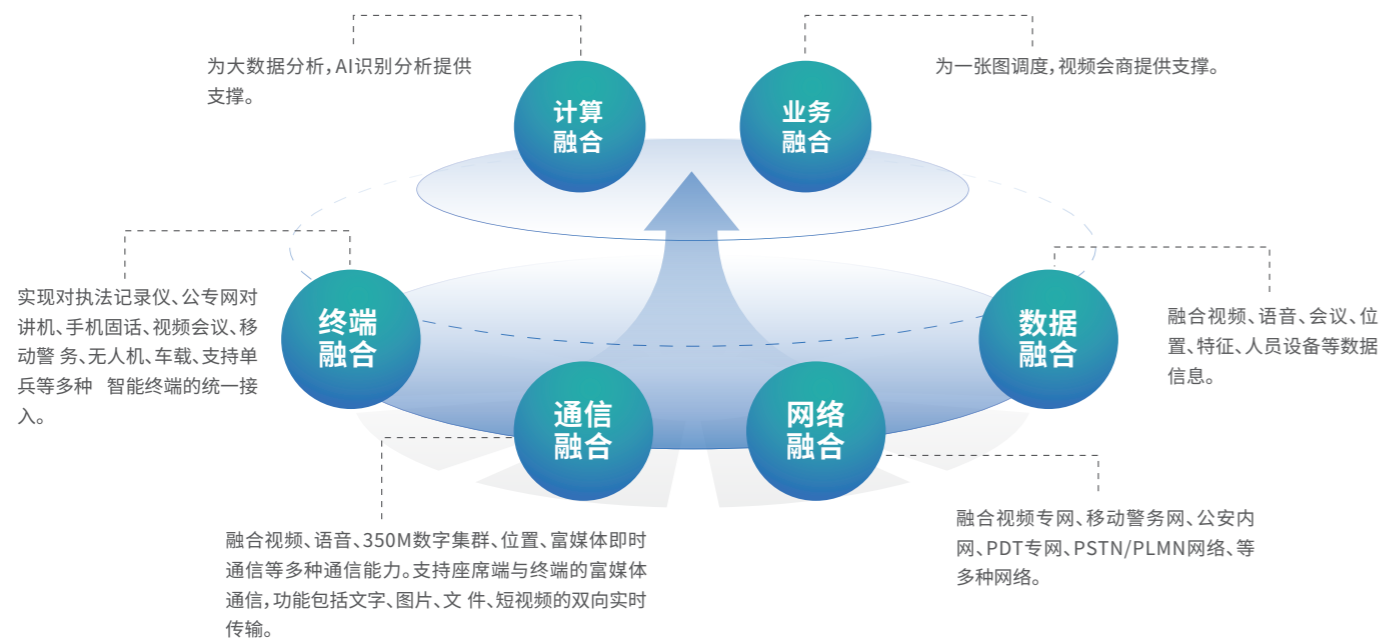 为大数据分析，AI识别分析提供
支撑。
计算
融合
业务
融合
为一张图调度，视频会商提供支撑。
实现对执法记录仪、公专网对
讲机、手机固话、视频会议、移
动警 务、无人机、车载、支持单
兵等多种 智能终端的统一接
入。
终端
融合
数据
融合
融合视频、语音、会议、位
置、特征、人员设备等数据
信息。
通信
融合
网络
融合
融合视频、语音、350M数字集群、位置、富媒体即时
通信等多种通信能力。支持座席端与终端的富媒体
通信，功能包括文字、图片、文 件、短视频的双向实时
传输。
融合视频专网、移动警务网、公安内
网、PDT专网、PSTN/PLMN网络、等
多种网络。